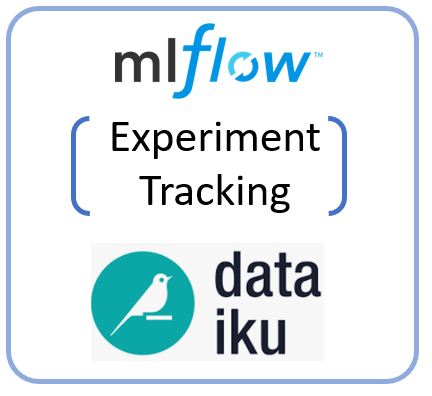 mlflow™
Experiment
Tracking
data
iku